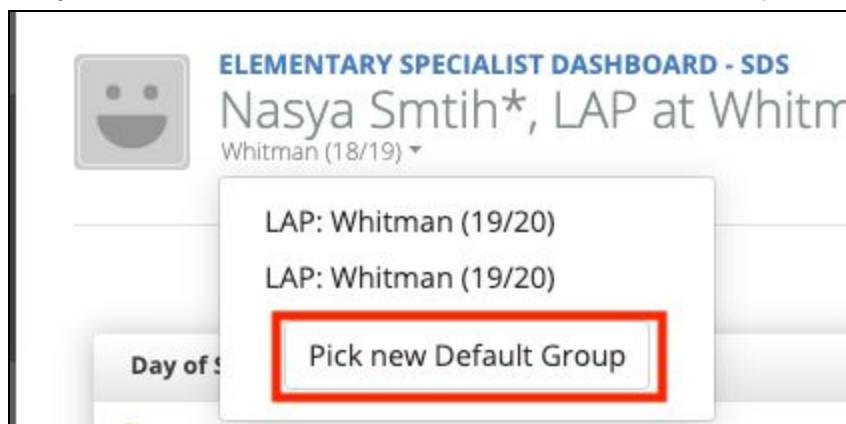 ELEMENTARY SPECIALIST DASHBOARD - SDS
Nasya Smtih*, LAP at Whitm
Whitman (18/19)
LAP: Whitman (19/20)
LAP: Whitman (19/20)
Pick new Default Group
Day of S